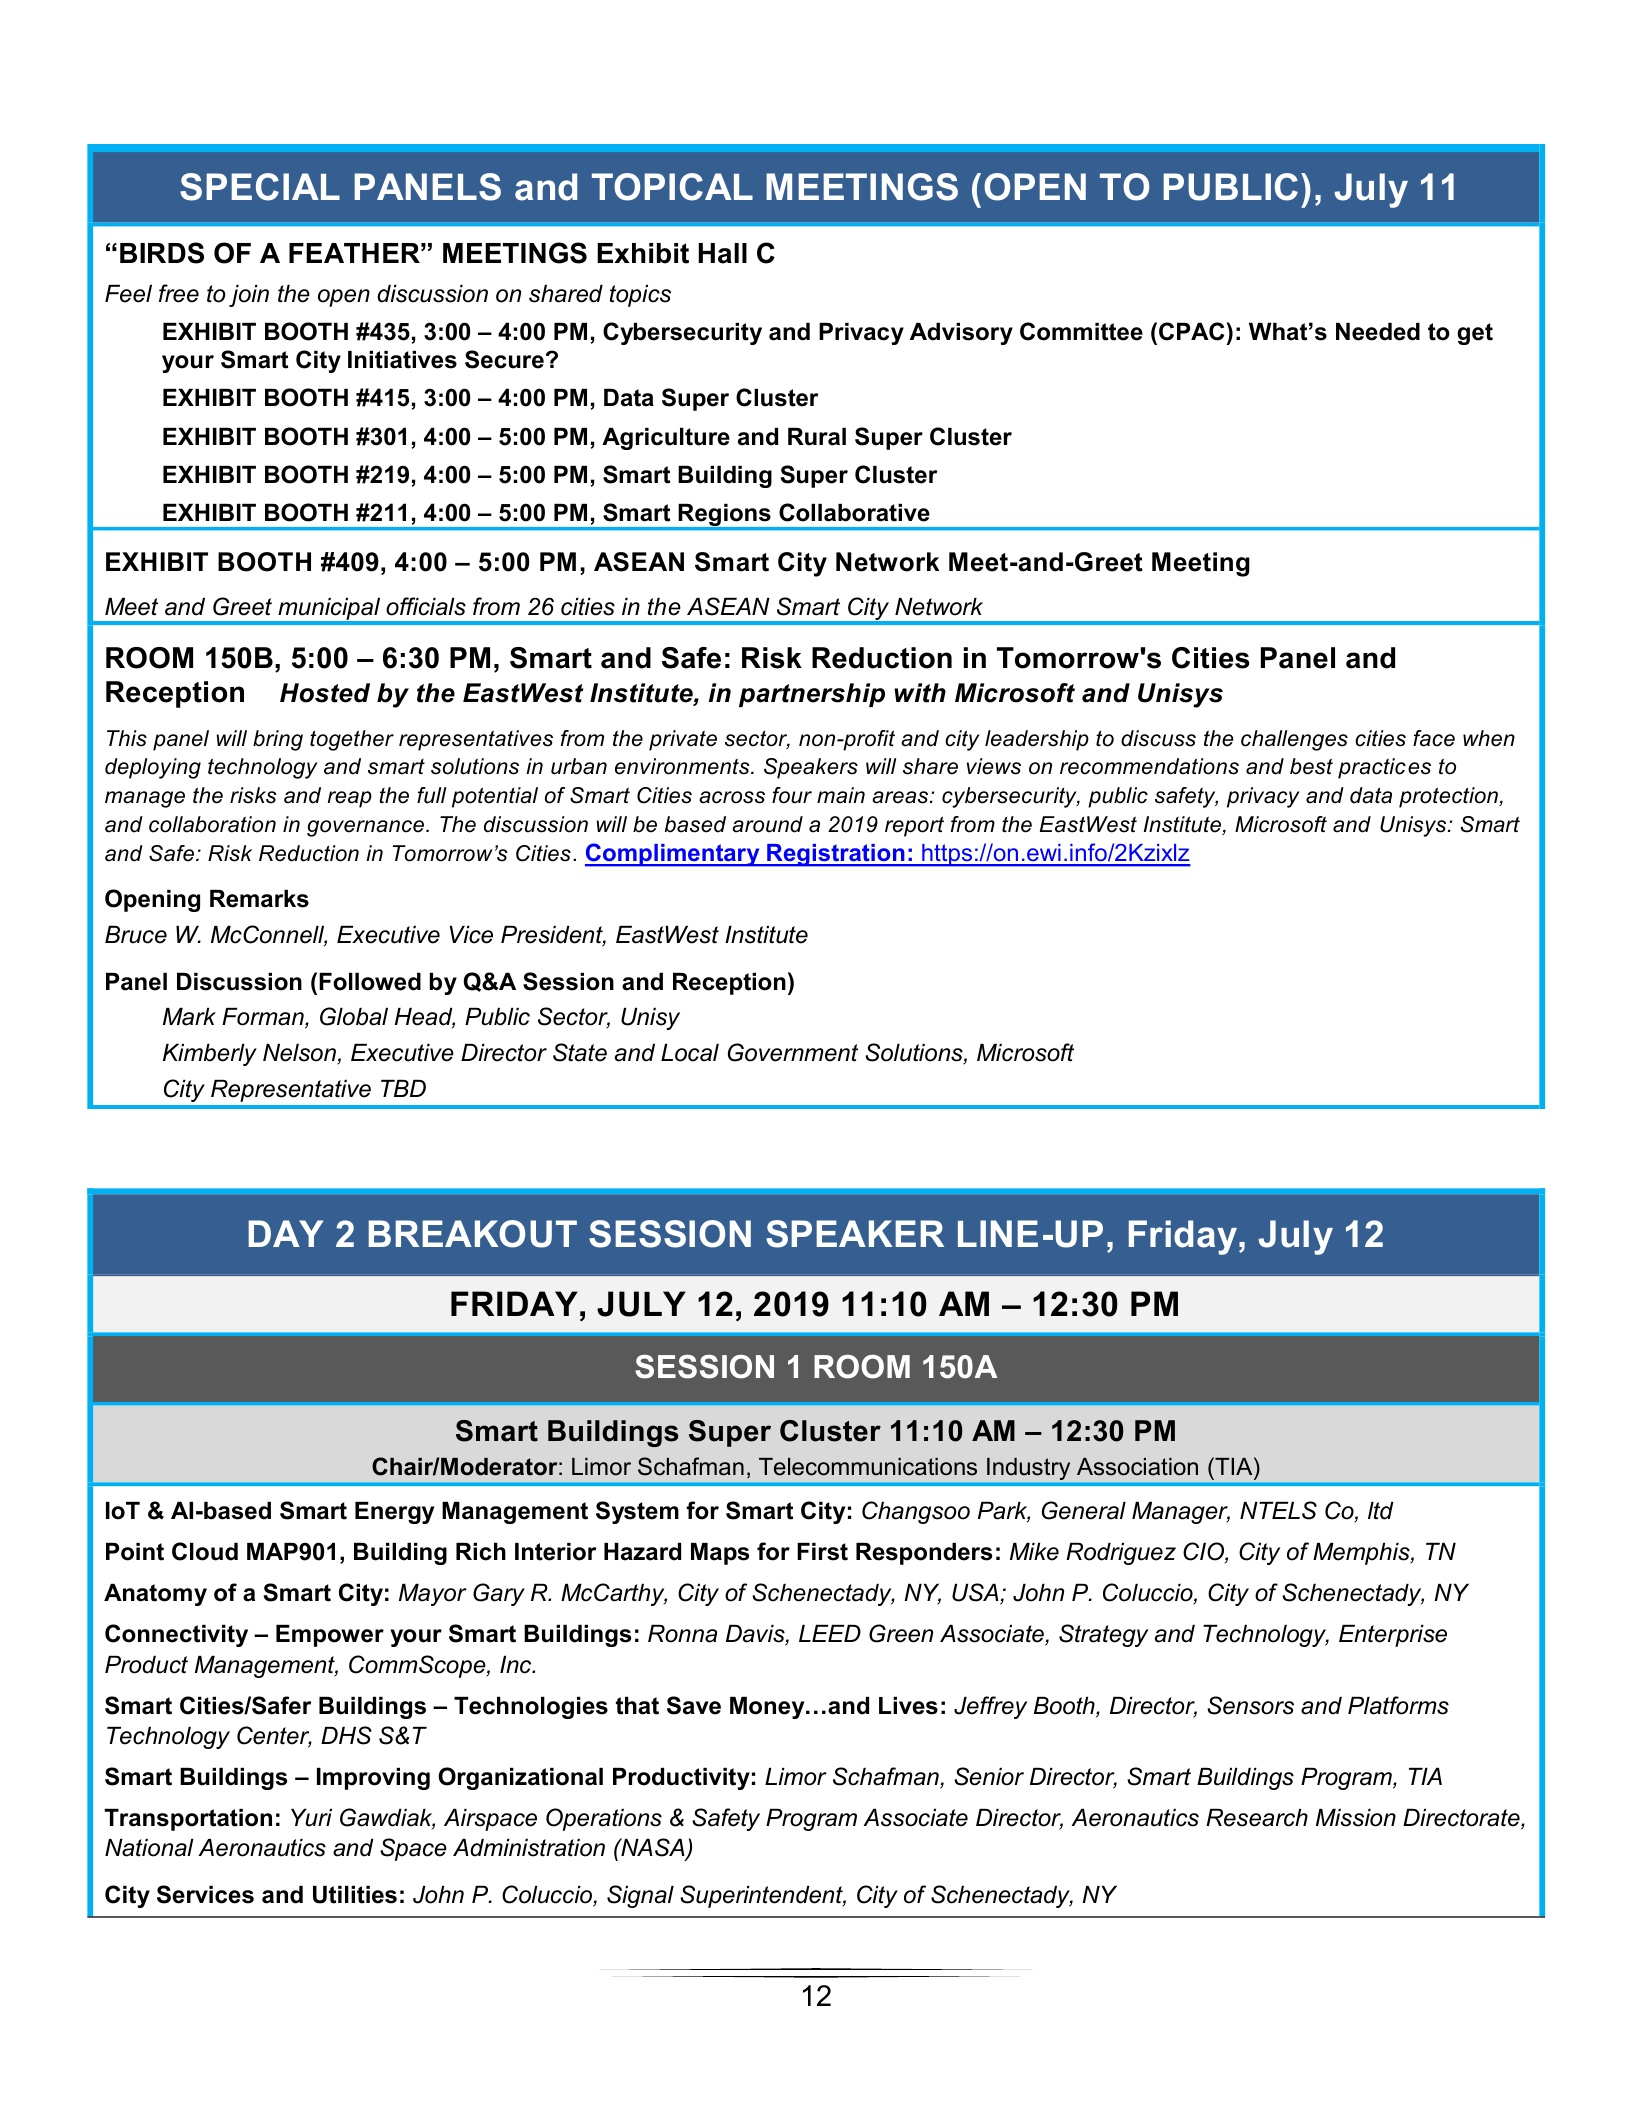 SPECIAL PANELS and TOPICAL MEETINGS (OPEN TO PUBLIC), July 11
“BIRDS OF A FEATHER” MEETINGS Exhibit Hall C
Feel free to join the open discussion on shared topics
EXHIBIT BOOTH #435, 3:00 – 4:00 PM, Cybersecurity and Privacy Advisory Committee (CPAC): What’s Needed to get
your Smart City Initiatives Secure?
EXHIBIT BOOTH #415, 3:00 – 4:00 PM, Data Super Cluster
EXHIBIT BOOTH #301, 4:00 – 5:00 PM, Agriculture and Rural Super Cluster
EXHIBIT BOOTH #219, 4:00 – 5:00 PM, Smart Building Super Cluster
EXHIBIT BOOTH #211, 4:00 – 5:00 PM, Smart Regions Collaborative
EXHIBIT BOOTH #409, 4:00 – 5:00 PM, ASEAN Smart City Network Meet-and-Greet Meeting
Meet and Greet municipal officials from 26 cities in the ASEAN Smart City Network
ROOM 150B, 5:00 – 6:30 PM, Smart and Safe: Risk Reduction in Tomorrow's Cities Panel and
Reception Hosted by the EastWest Institute, in partnership with Microsoft and Unisys
This panel will bring together representatives from the private sector, non-profit and city leadership to discuss the challenges cities face when
deploying technology and smart solutions in urban environments. Speakers will share views on recommendations and best practices to
manage the risks and reap the full potential of Smart Cities across four main areas: cybersecurity, public safety, privacy and data protection,
and collaboration in governance. The discussion will be based around a 2019 report from the EastWest Institute, Microsoft and Unisys: Smart
and Safe: Risk Reduction in Tomorrow’s Cities. Complimentary Registration: https://on.ewi.info/2Kzixlz
Opening Remarks
Bruce W. McConnell, Executive Vice President, EastWest Institute
Panel Discussion (Followed by Q&A Session and Reception)
Mark Forman, Global Head, Public Sector, Unisy
Kimberly Nelson, Executive Director State and Local Government Solutions, Microsoft
City Representative TBD
DAY 2 BREAKOUT SESSION SPEAKER LINE-UP, Friday, July 12
FRIDAY, JULY 12, 2019 11:10 AM – 12:30 PM
SESSION 1 ROOM 150A
Smart Buildings Super Cluster 11:10 AM – 12:30 PM
Chair/Moderator: Limor Schafman, Telecommunications Industry Association (TIA)
IoT & AI-based Smart Energy Management System for Smart City: Changsoo Park, General Manager, NTELS Co, ltd
Point Cloud MAP901, Building Rich Interior Hazard Maps for First Responders: Mike Rodriguez CIO, City of Memphis, TN
Anatomy of a Smart City: Mayor Gary R. McCarthy, City of Schenectady, NY, USA; John P. Coluccio, City of Schenectady, NY
Connectivity – Empower your Smart Buildings: Ronna Davis, LEED Green Associate, Strategy and Technology, Enterprise
Product Management, CommScope, Inc.
Smart Cities/Safer Buildings – Technologies that Save Money…and Lives: Jeffrey Booth, Director, Sensors and Platforms
Technology Center, DHS S&T
Smart Buildings – Improving Organizational Productivity: Limor Schafman, Senior Director, Smart Buildings Program, TIA
Transportation: Yuri Gawdiak, Airspace Operations & Safety Program Associate Director, Aeronautics Research Mission Directorate,
National Aeronautics and Space Administration (NASA)
City Services and Utilities: John P. Coluccio, Signal Superintendent, City of Schenectady, NY
12